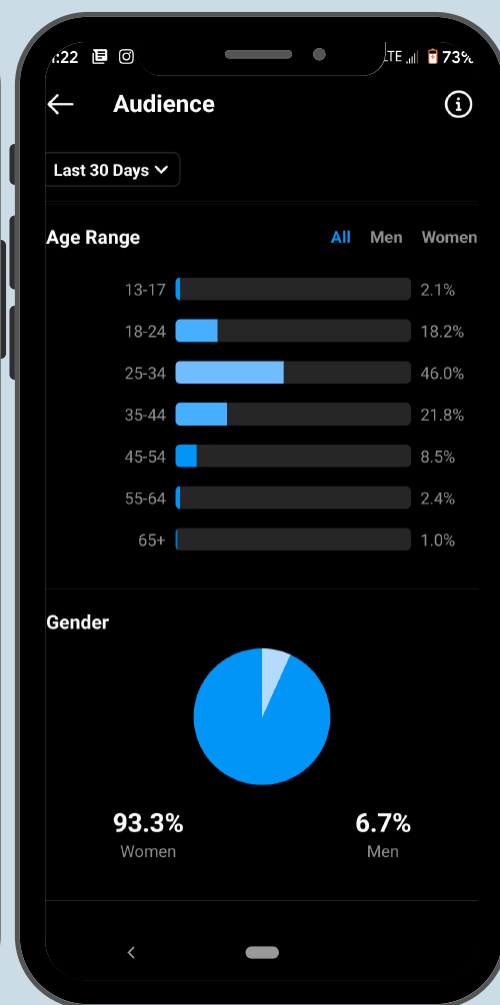 :22 LTE 73%
Audience
Last 30 Days
Age Range All Men Women
13-17 2.1%
18-24 18.2%
25-34 46.0%
35-44 21.8%
45-54 8.5%
55-64 2.4%
65+ 1.0%
Gender
93.3% 6.7%
Women Men